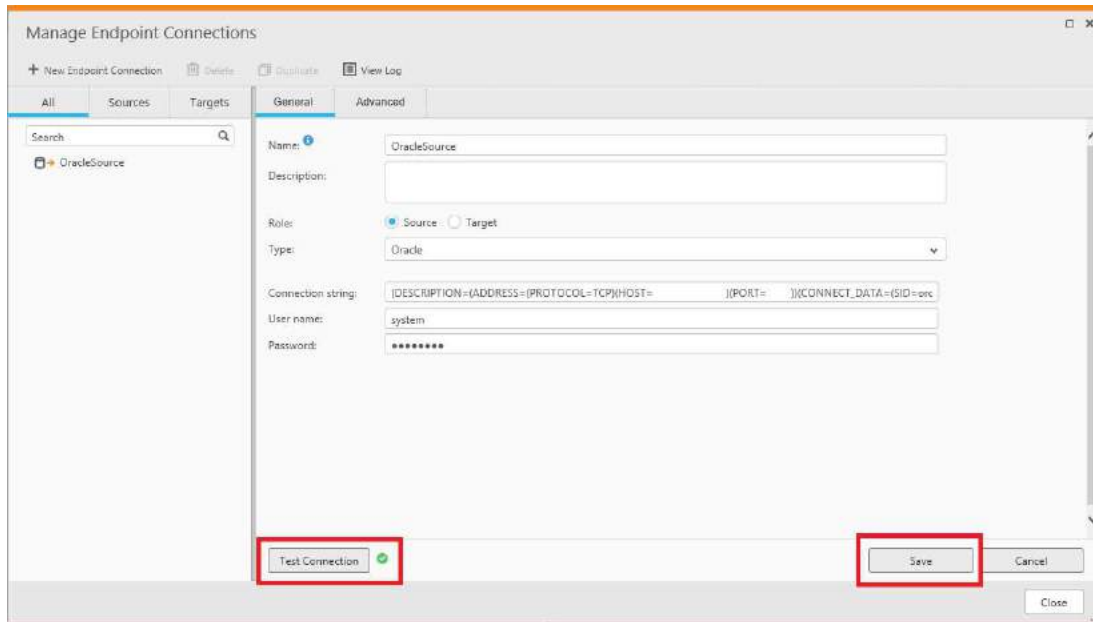 Manage Endpoint Connections
+ New Endpoint Connection Delete Duplicate View Log
All Sources Targets General Advanced
Search
OracleSource
Name: OracleSource
Description:
Role: Source Target
Type: Oracle
Connection string: (DESCRIPTION=(ADDRESS=(PROTOCOL=TCP)(HOST= )(PORT= ))(CONNECT_DATA=(SID=orc
User name: system
Password: ●●●●●●●●
Test Connection Save Cancel
Close